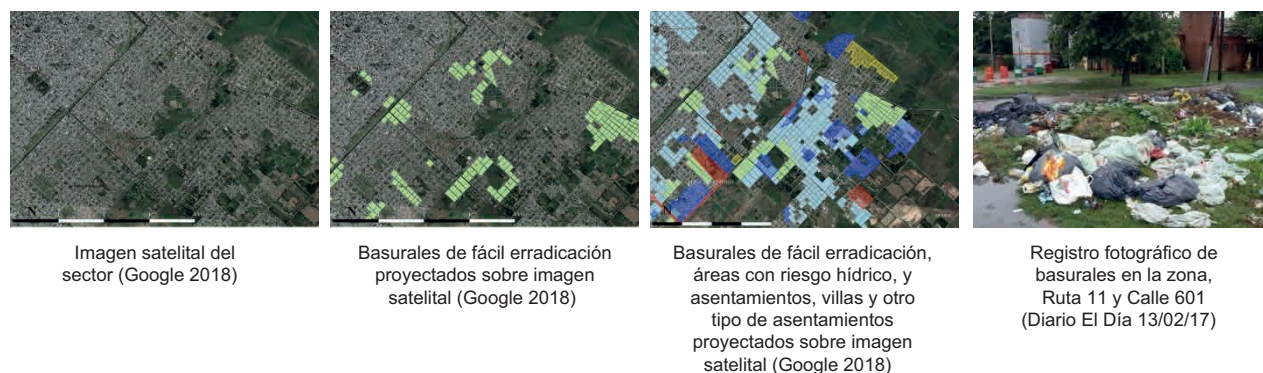 N
N
N
Imagen satelital del
sector (Google 2018)
Basurales de fácil erradicación
proyectados sobre imagen
satelital (Google 2018)
Basurales de fácil erradicación,
áreas con riesgo hídrico, y
asentamientos, villas y otro
tipo de asentamientos
proyectados sobre imagen
satelital (Google 2018)
Registro fotográfico de
basurales en la zona,
Ruta 11 y Calle 601
(Diario El Día 13/02/17)